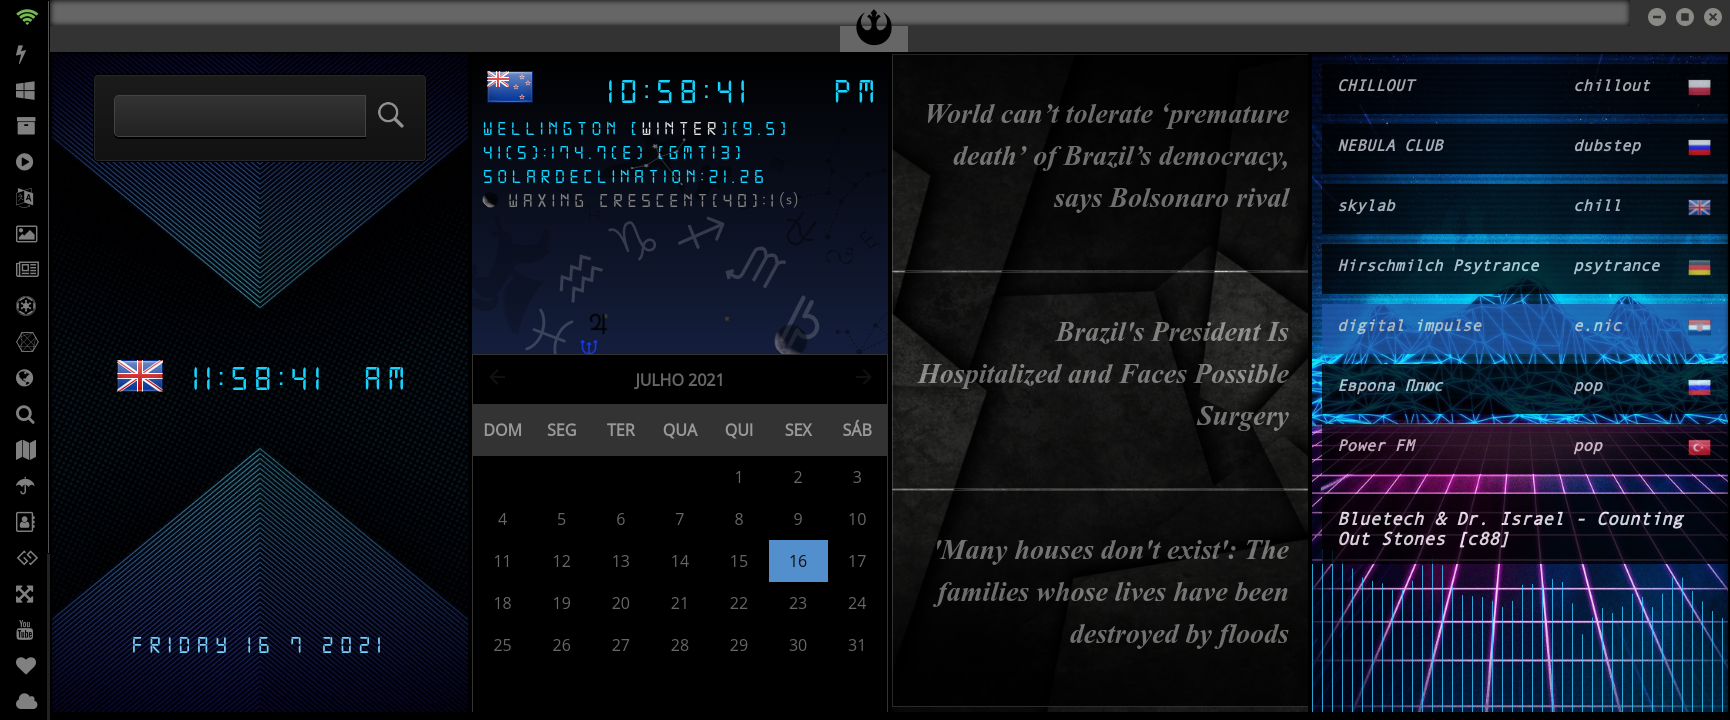 11:58:41 AM
FRIDAY 16 7 2021
10:58:41 PM
WELLINGTON [WINTER][9.5]
41(S):174.7(E) [GMT13]
SOLARDECLINATION:21.26
WAXING CRESCENT[40]:1(s)
JULHO 2021
DOM SEG TER QUA QUI SEX SÁB
1 2 3
4 5 6 7 8 9 10
11 12 13 14 15 16 17
18 19 20 21 22 23 24
25 26 27 28 29 30 31
World can’t tolerate ‘premature
death’ of Brazil’s democracy,
says Bolsonaro rival
Brazil's President Is
Hospitalized and Faces Possible
Surgery
'Many houses don't exist': The
families whose lives have been
destroyed by floods
CHILLOUT chillout
NEBULA CLUB dubstep
skylab chill
Hirschmilch Psytrance psytrance
digital impulse e.nic
Европа Плюс pop
Power FM pop
Bluetech & Dr. Israel - Counting
Out Stones [c88]
You
Tube